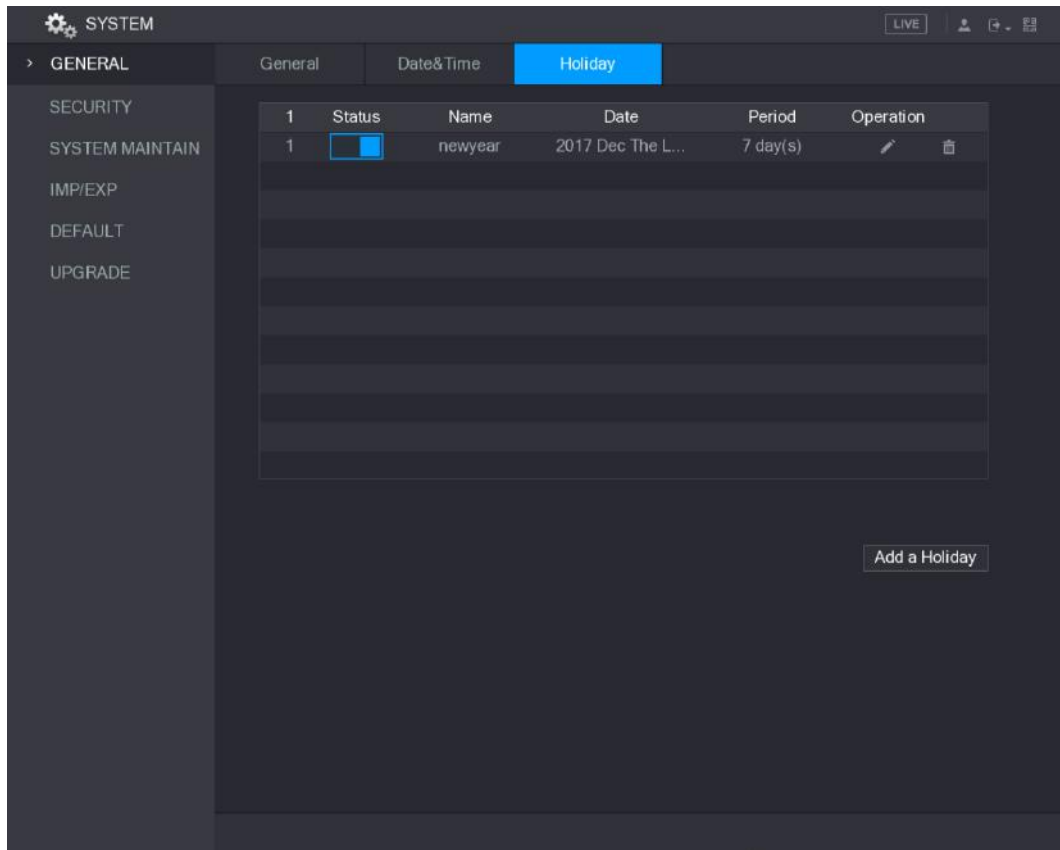 SYSTEM LIVE
GENERAL General Date&Time Holiday
SECURITY
SYSTEM MAINTAIN
IMP/EXP
DEFAULT
UPGRADE
1 Status Name Date Period Operation
1 newyear 2017 Dec The L... 7 day(s)
Add a Holiday